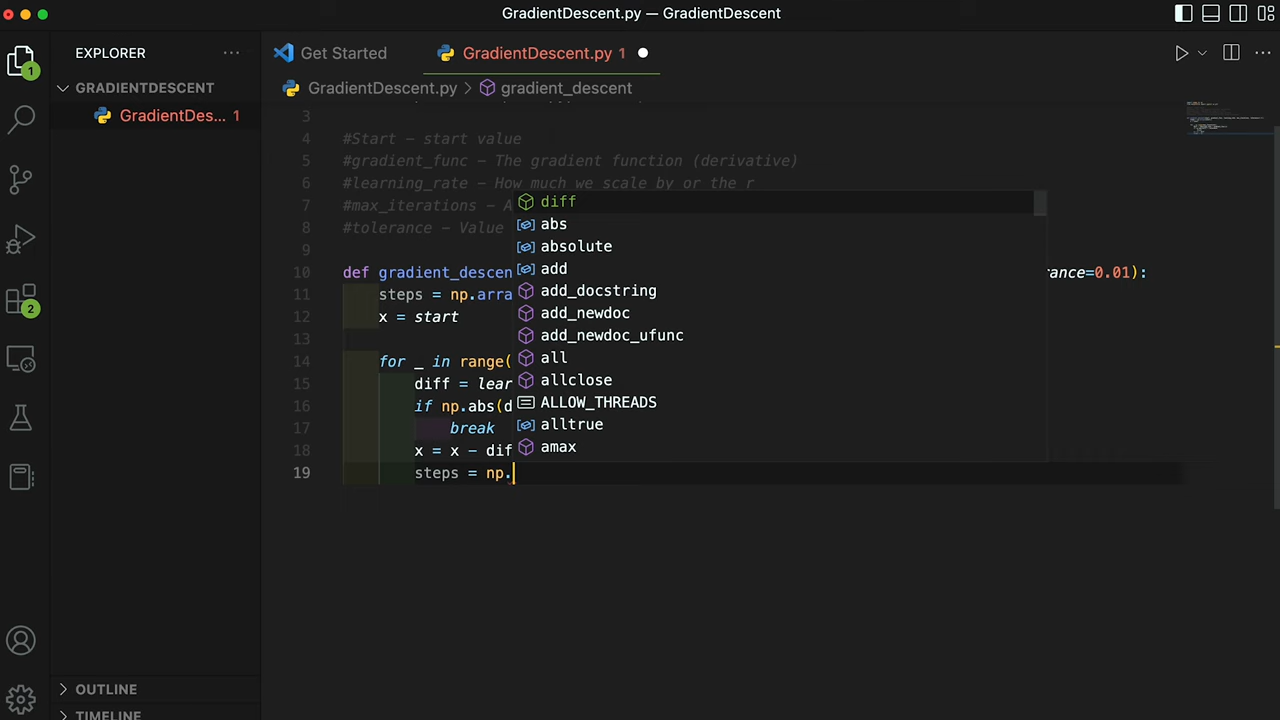 GradientDescent.py — GradientDescent
EXPLORER ...
Get Started
GradientDescent.py 1
GRADIENTDESCENT
GradientDes... 1
GradientDescent.py > gradient_descent
3
4 #Start - start value
5 #gradient_func - The gradient function (derivative)
6 #learning_rate - How much we scale by or the r
7 #max_iterations - A
8 #tolerance - Value
9
10 def gradient_descen rance=0.01):
11 steps = np.arra
12 x = start
13
14 for _ in range(
15 diff = lear
16 if np.abs(d
17 break
18 x = x - dif
19 steps = np.
diff
abs
absolute
add
add_docstring
add_newdoc
add_newdoc_ufunc
all
allclose
ALLOW_THREADS
alltrue
amax
1
2
OUTLINE
TIMELINE